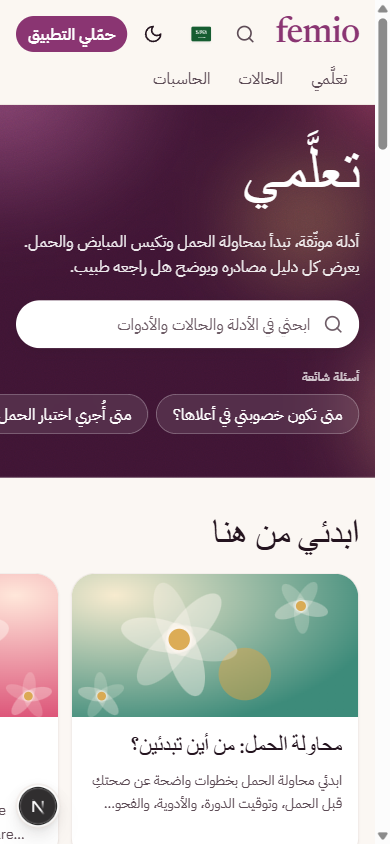 femio
حمّلي التطبيق
تعلَّمي
الحالات
الحاسبات
تعلَّمي
أدلة موثّقة، تبدأ بمحاولة الحمل وتكيس المبايض والحمل.
يعرض كل دليل مصادره ويوضح هل راجعه طبيب.
ابحثي في الأدلة والحالات والأدوات
أسئلة شائعة
متى تكون خصوبتي في أعلاها؟
متى أُجري اختبار الحمل
ابدئي من هنا
محاولة الحمل: من أين تبدئين؟
ابدئي محاولة الحمل بخطوات واضحة عن صحتكِ
قبل الحمل، وتوقيت الدورة، والأدوية، والفحو...
N